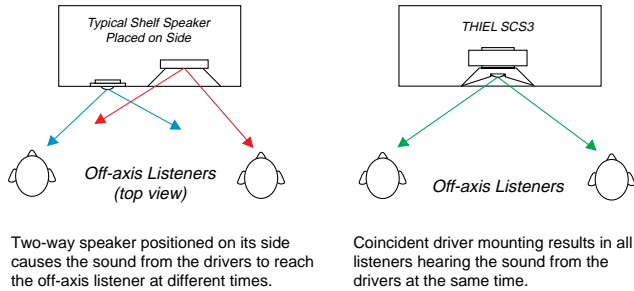 Typical Shelf Speaker
Placed on Side
Off-axis Listeners
(top view)
Two-way speaker positioned on its side
causes the sound from the drivers to reach
the off-axis listener at different times.
THIEL SCS3
Off-axis Listeners
Coincident driver mounting results in all
listeners hearing the sound from the
drivers at the same time.